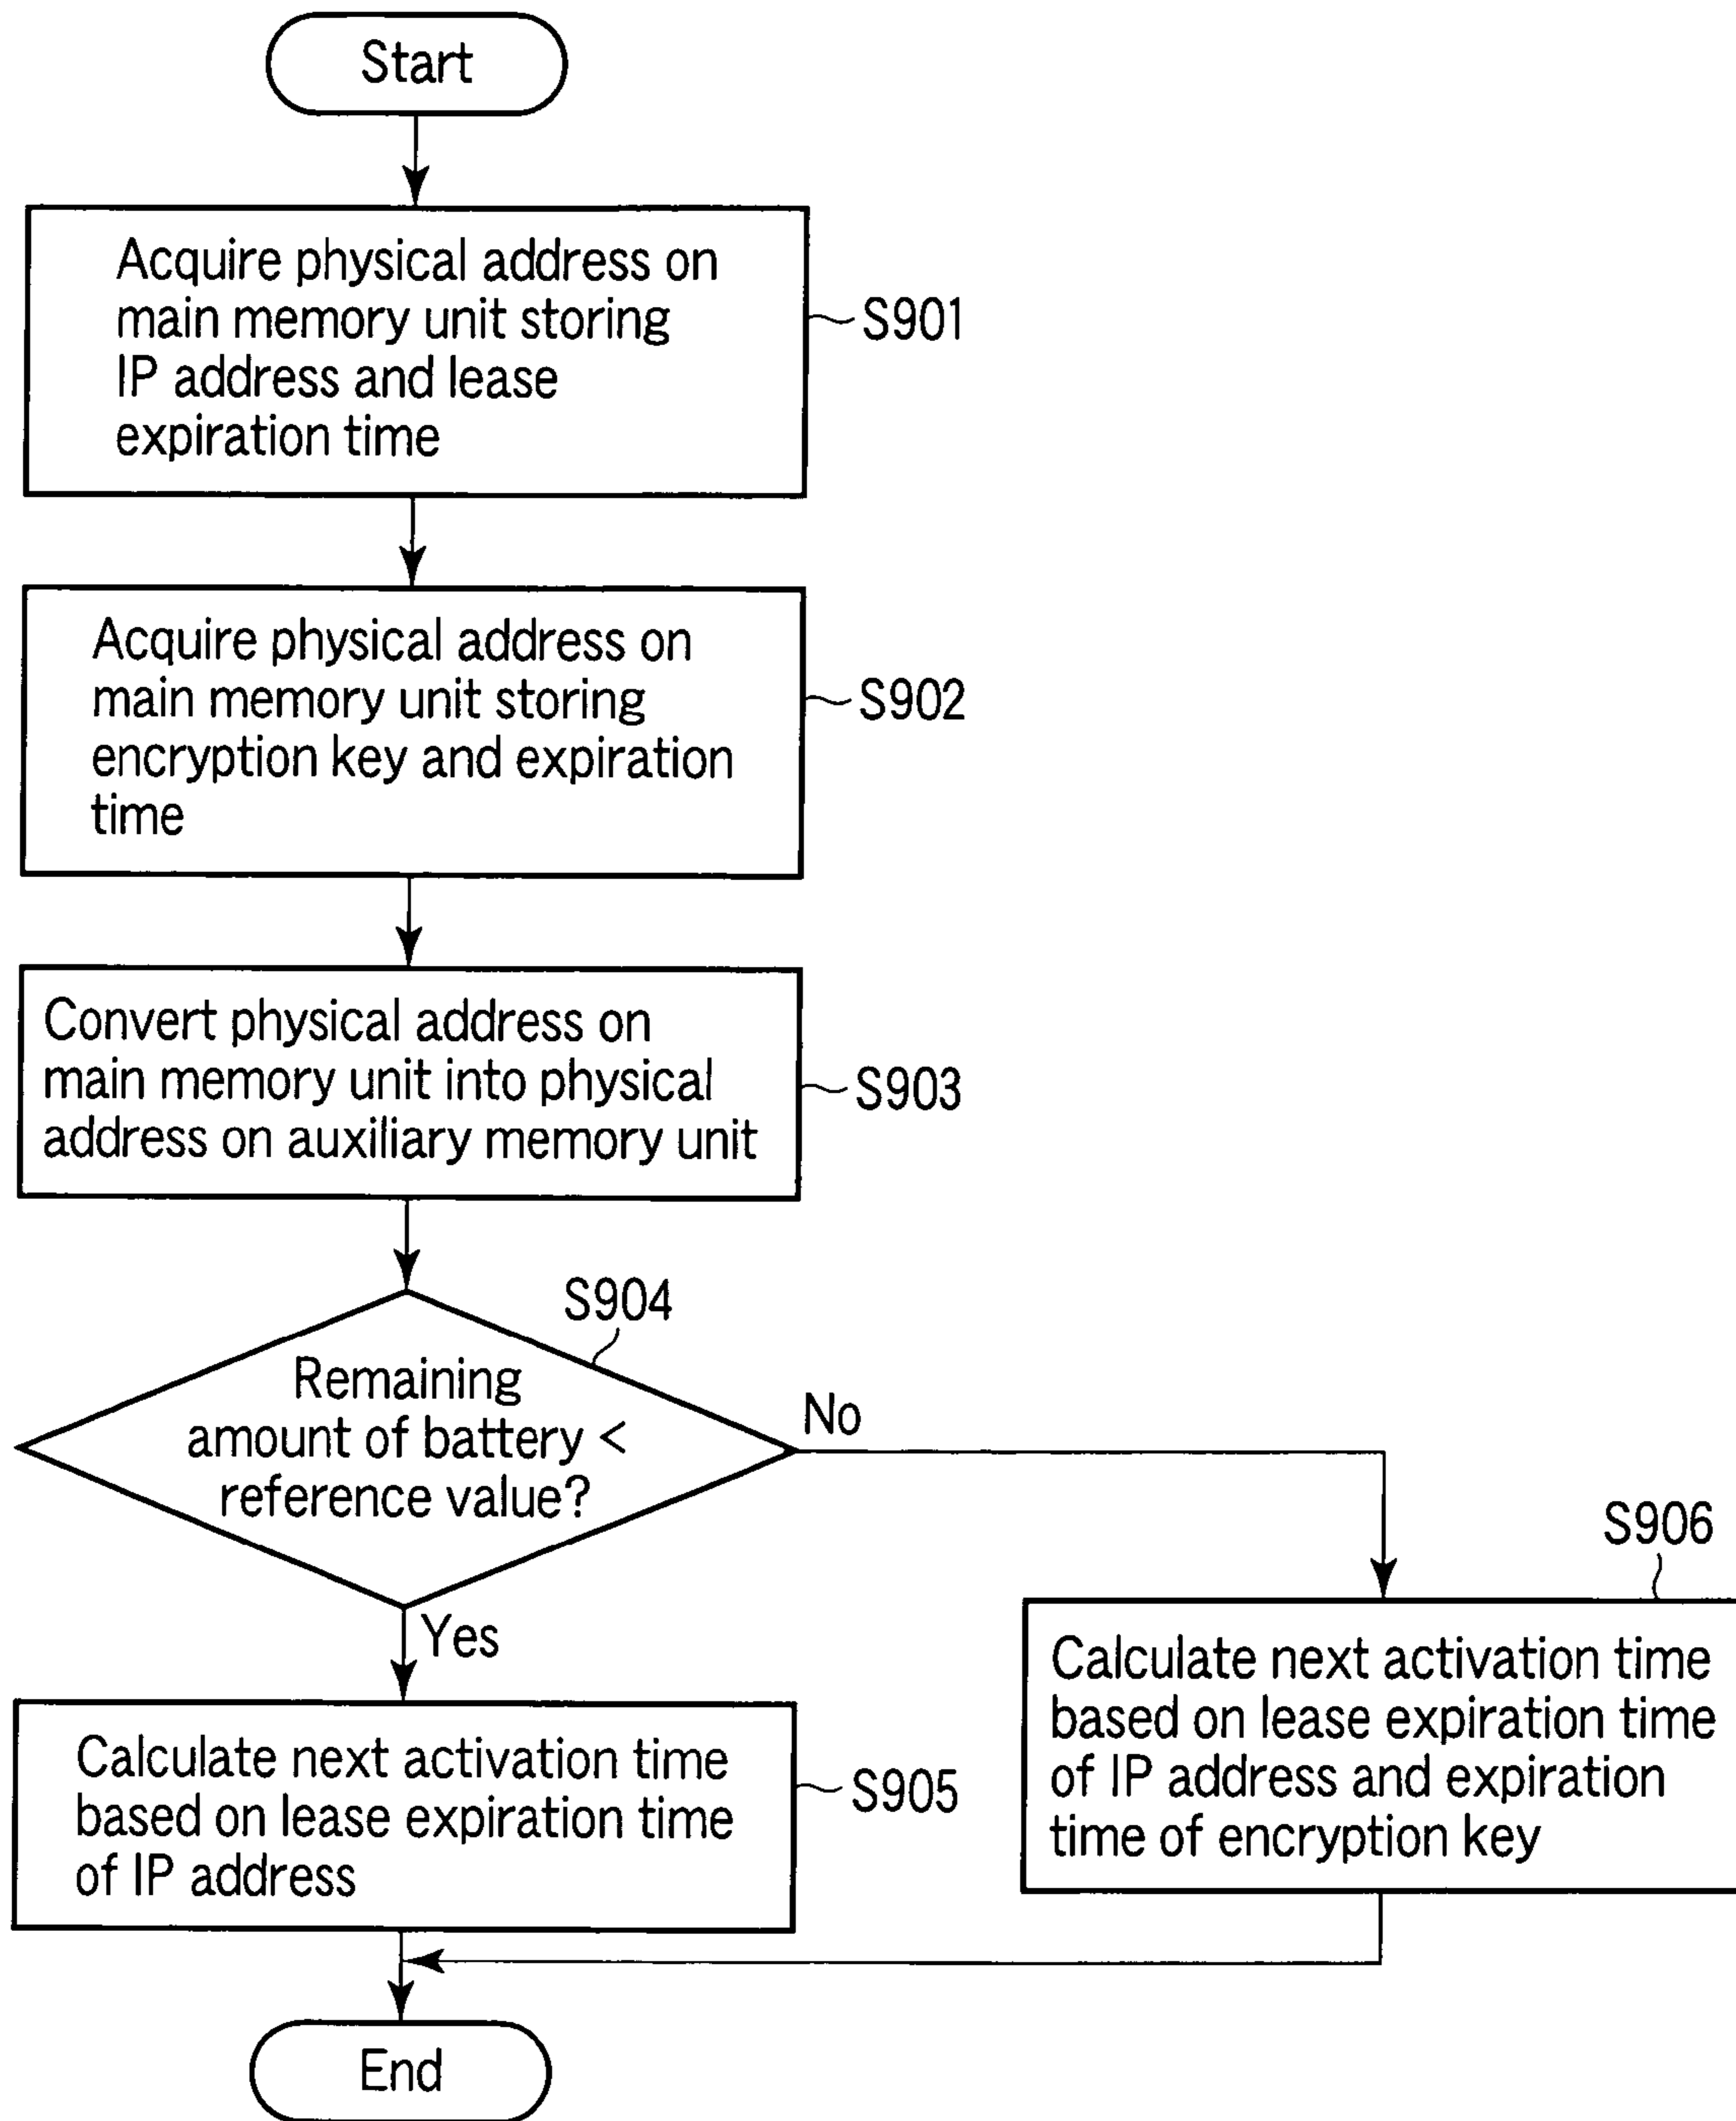 Start
Acquire physical address on
main memory unit storing
IP address and lease
expiration time
S901
Acquire physical address on
main memory unit storing
encryption key and expiration
time
S902
Convert physical address on
main memory unit into physical
address on auxiliary memory unit
S903
S904
Remaining
amount of battery <
reference value?
No
Yes
S906
Calculate next activation time
based on lease expiration time
of IP address and expiration
time of encryption key
Calculate next activation time
based on lease expiration time
of IP address
S905
End